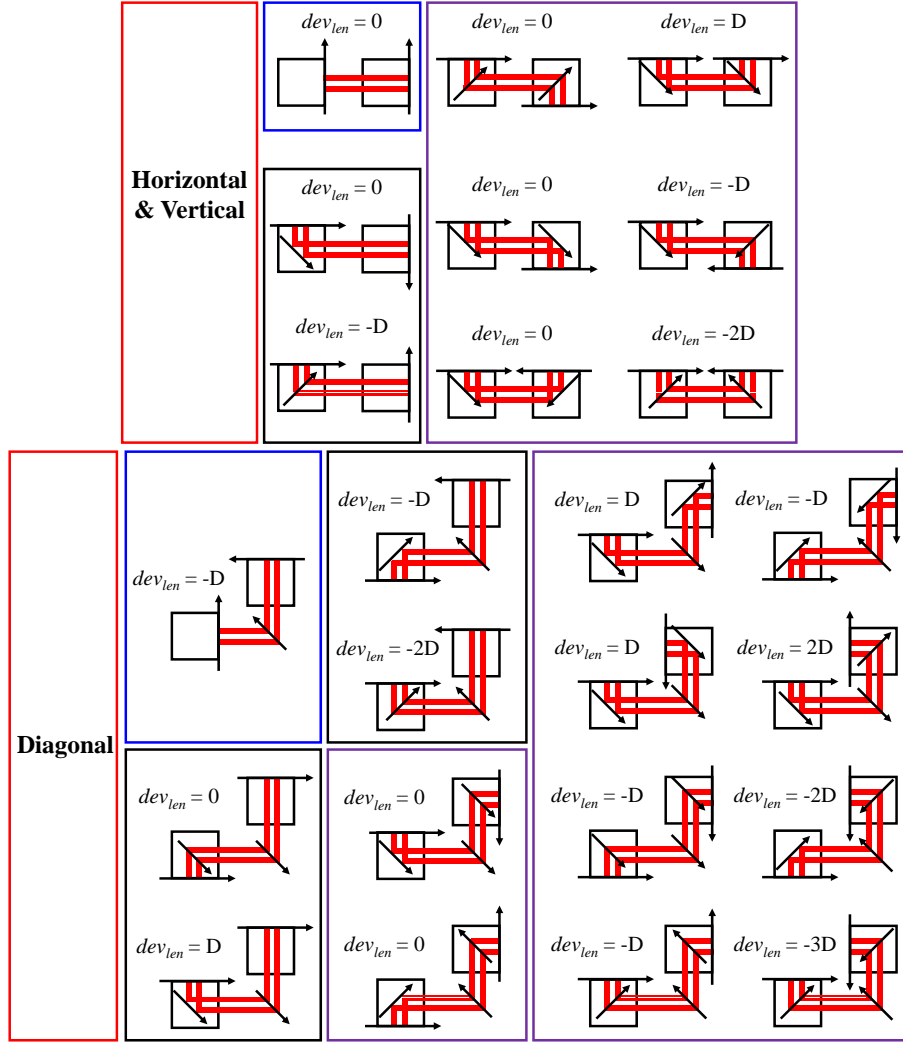 dev_len = 0
dev_len = 0
dev_len = D
Horizontal
& Vertical
dev_len = 0
dev_len = 0
dev_len = -D
dev_len = -D
dev_len = 0
dev_len = -2D
Diagonal
dev_len = -D
dev_len = -D
dev_len = -2D
dev_len = D
dev_len = -D
dev_len = D
dev_len = 2D
dev_len = 0
dev_len = D
dev_len = 0
dev_len = 0
dev_len = -D
dev_len = -2D
dev_len = -D
dev_len = -3D